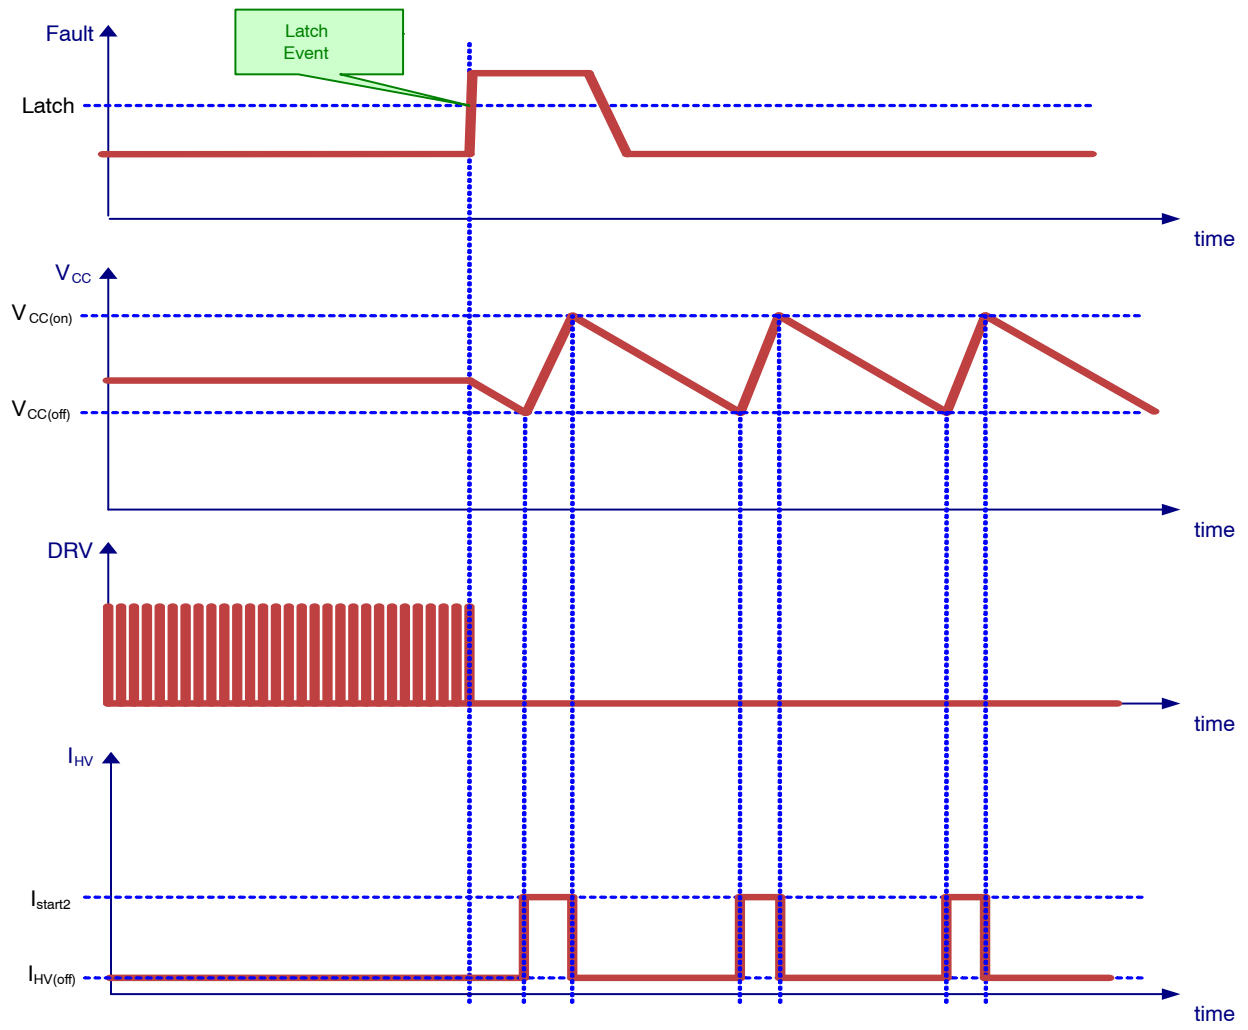 Fault
Latch
Event
Latch
time
VCC
VCC(on)
VCC(off)
time
DRV
time
IHV
Istart2
IHV(off)
time